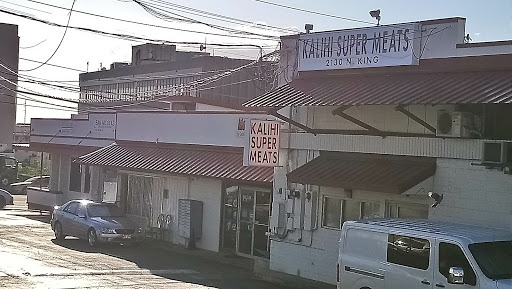 KALIHI SUPER MEATS
2130 N. KING
KALIHI
SUPER
MEATS